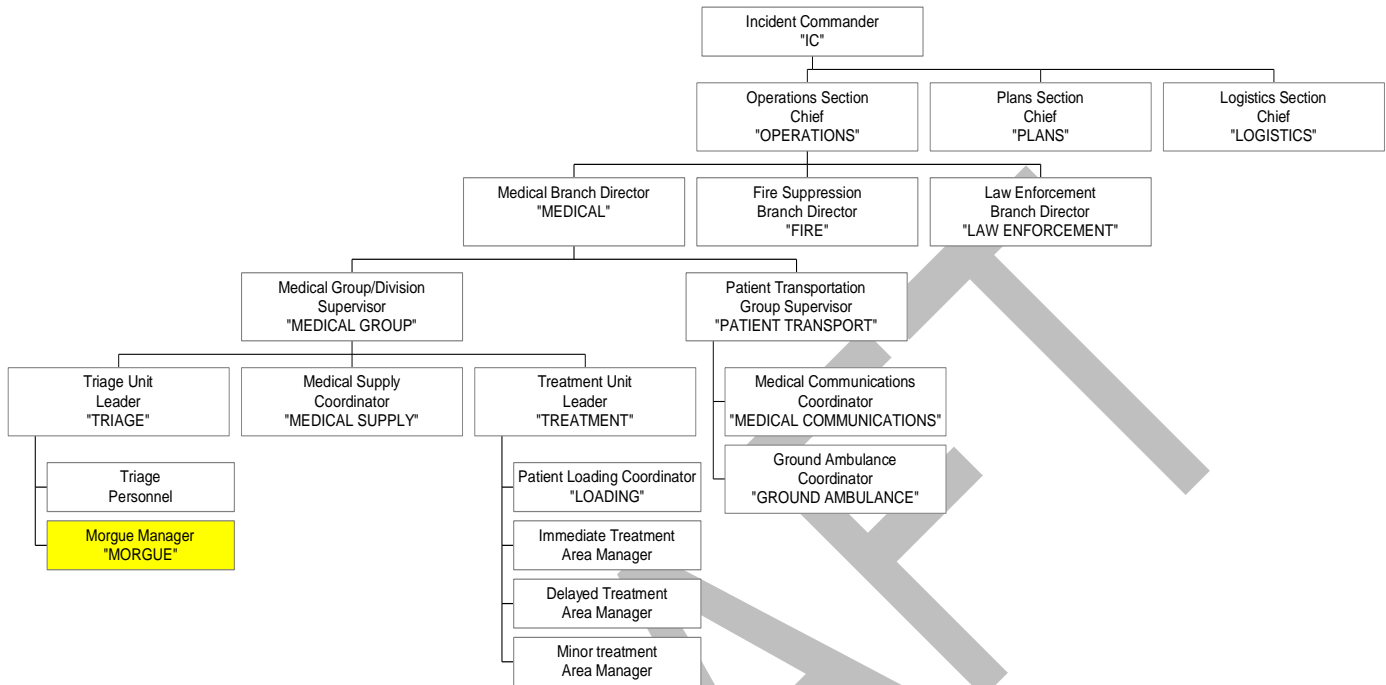 Incident Commander
"IC"
Operations Section
Chief
"OPERATIONS"
Plans Section
Chief
"PLANS"
Logistics Section
Chief
"LOGISTICS"
Medical Branch Director
"MEDICAL"
Fire Suppression
Branch Director
"FIRE"
Law Enforcement
Branch Director
"LAW ENFORCEMENT"
Medical Group/Division
Supervisor
"MEDICAL GROUP"
Patient Transportation
Group Supervisor
"PATIENT TRANSPORT"
Triage Unit
Leader
"TRIAGE"
Medical Supply
Coordinator
"MEDICAL SUPPLY"
Treatment Unit
Leader
"TREATMENT"
Medical Communications
Coordinator
"MEDICAL COMMUNICATIONS"
Triage
Personnel
Morgue Manager
"MORGUE"
Patient Loading Coordinator
"LOADING"
Immediate Treatment
Area Manager
Delayed Treatment
Area Manager
Minor treatment
Area Manager
Ground Ambulance
Coordinator
"GROUND AMBULANCE"